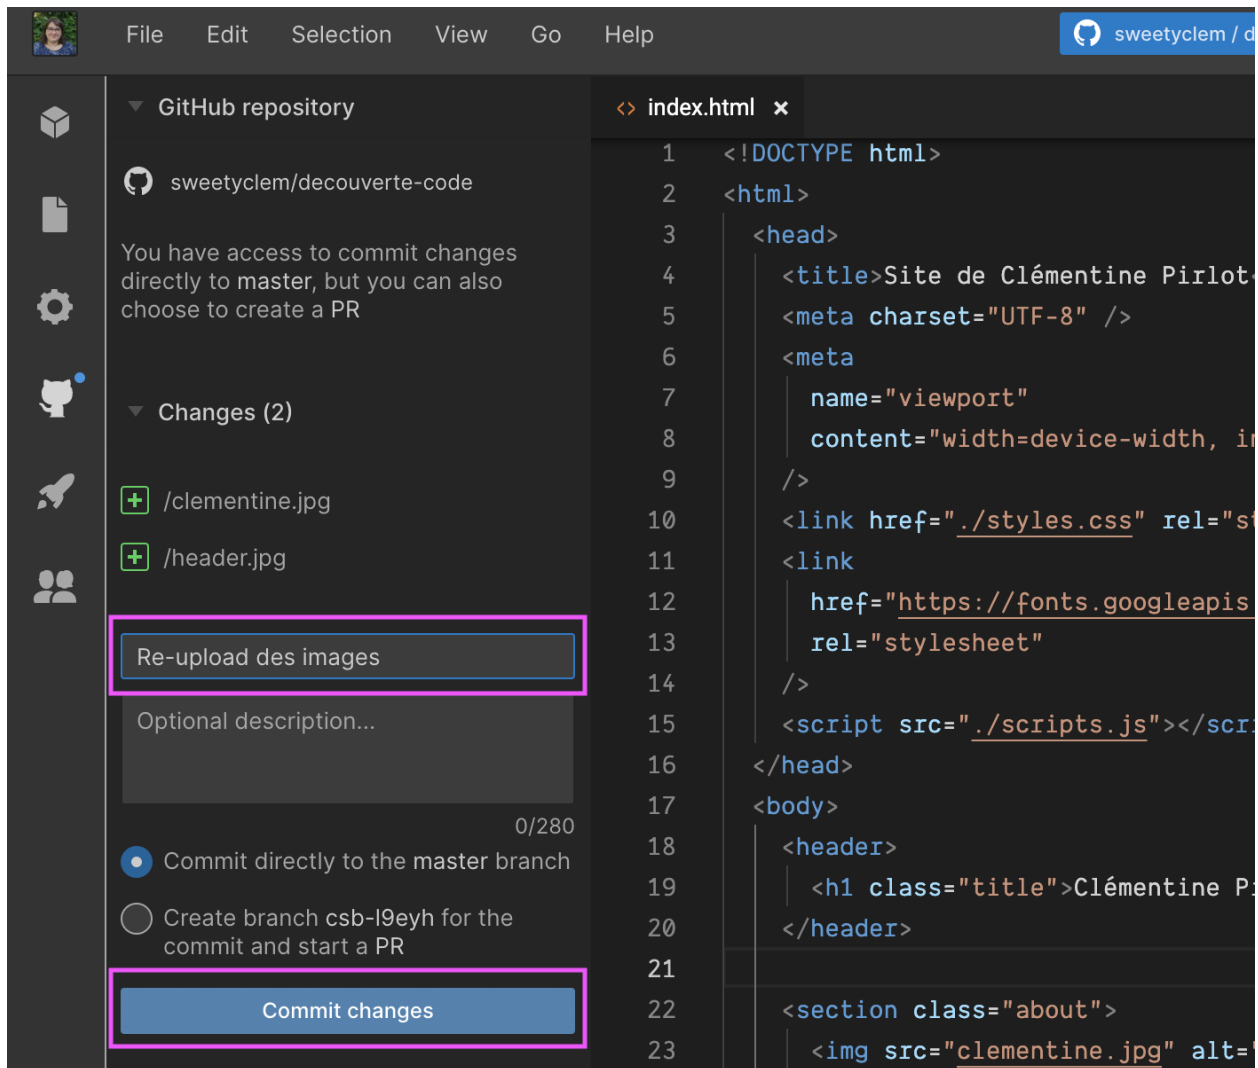 File Edit Selection View Go Help
sweetyclem /
GitHub repository
sweetyclem/decouverte-code
You have access to commit changes
directly to master, but you can also
choose to create a PR
Changes (2)
/clementine.jpg
/header.jpg
Re-upload des images
Optional description...
0/280
Commit directly to the master branch
Create branch csb-l9eyh for the
commit and start a PR
Commit changes
<> index.html ×
1 <!DOCTYPE html>
2 <html>
3 <head>
4 <title>Site de Clémentine Pirlot<
5 <meta charset="UTF-8" />
6 <meta
7 name="viewport"
8 content="width=device-width, in
9 />
10 <link href="./styles.css" rel="st
11 <link
12 href="https://fonts.googleapis
13 rel="stylesheet"
14 />
15 <script src="./scripts.js"></scri
16 </head>
17 <body>
18 <header>
19 <h1 class="title">Clémentine Pi
20 </header>
21
22 <section class="about">
23 <img src="clementine.jpg" alt="